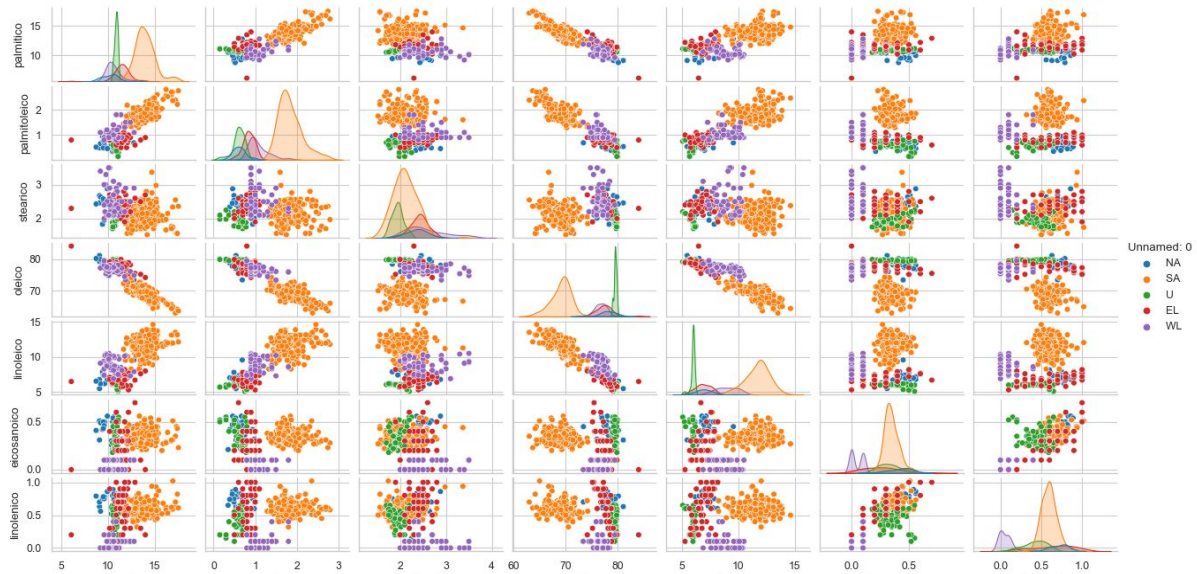 palmitico
15
10
palmitoleico
2
1
stearico
3
2
oleico
80
70
linoleico
15
10
5
eicosanoico
0.5
0.0
linolenico
1.0
0.5
0.0
5 10 15
0 1 2 3
2 3 4
60 70 80
5 10 15
0.0 0.5
0.0 0.5 1.0
Unnamed: 0
NA
SA
U
EL
WL